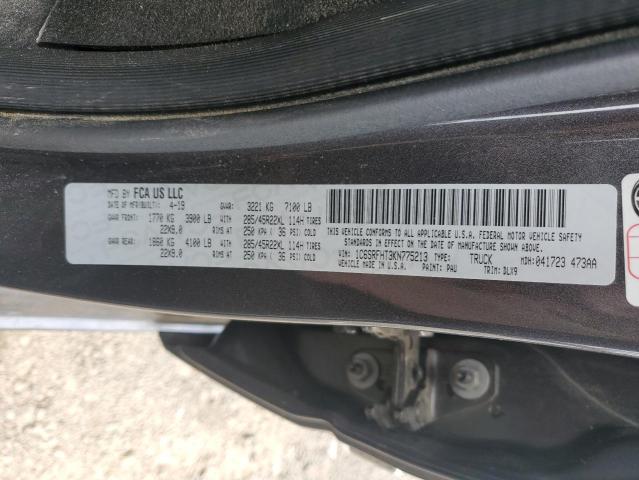 MFD BY FCA US LLC
DATE OF MFR(BUILT): 4-19 GVWR: 3221 KG 7100 LB
GAWR FRONT: 1770 KG 3900 LB WITH 285/45R22XL 114H TIRES
22X9.0 RIMS AT 250 KPA ( 36 PSI) COLD
GAWR REAR: 1860 KG 4100 LB WITH 285/45R22XL 114H TIRES
22X9.0 RIMS AT 250 KPA ( 36 PSI) COLD
THIS VEHICLE CONFORMS TO ALL APPLICABLE U.S.A. FEDERAL MOTOR VEHICLE SAFETY
STANDARDS IN EFFECT ON THE DATE OF MANUFACTURE SHOWN ABOVE.
VIN: 1C6SRFHT3KN775213 TYPE: TRUCK MDH: 041723 473AA
VEHICLE MADE IN U.S.A. PAINT: PAU TRIM: DLX9